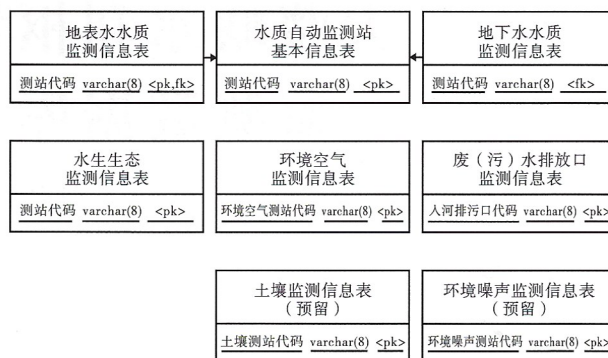 地表水水质
监测信息表
测站代码 varchar(8) <pk,fk>
水质自动监测站
基本信息表
测站代码 varchar(8) <pk>
地下水水质
监测信息表
测站代码 varchar(8) <fk>
水生生态
监测信息表
测站代码 varchar(8) <pk>
环境空气
监测信息表
环境空气测站代码 varchar(8) <pk>
废（污）水排放口
监测信息表
入河排污口代码 varchar(8) <pk>
土壤监测信息表
（预留）
土壤测站代码 varchar(8) <pk>
环境噪声监测信息表
（预留）
环境噪声测站代码 varchar(8) <pk>